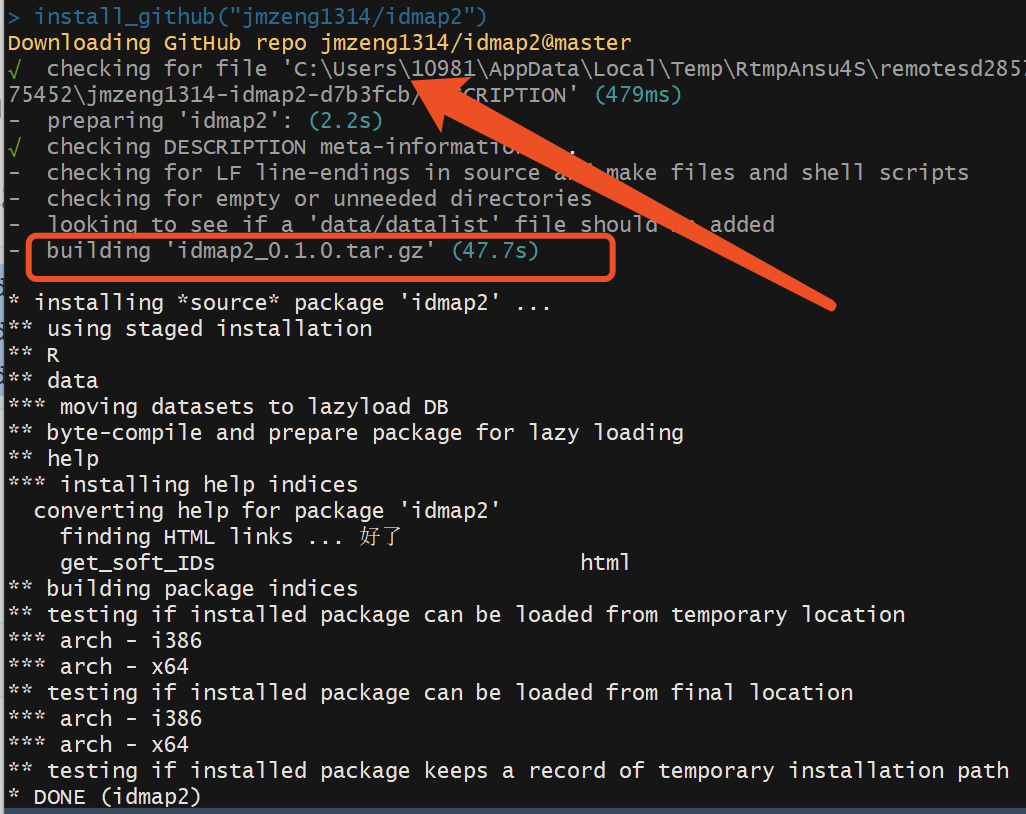 > install_github("jmzeng1314/idmap2")
Downloading GitHub repo jmzeng1314/idmap2@master
√  checking for file 'C:\Users\10981\AppData\Local\Temp\RtmpAnsu4S\remotesd285
75452\jmzeng1314-idmap2-d7b3fcb/ CRIPTION' (479ms)
-  preparing 'idmap2': (2.2s)
√  checking DESCRIPTION meta-information
-  checking for LF line-endings in source and make files and shell scripts
-  checking for empty or unneeded directories
-  looking to see if a 'data/datalist' file should be added
-  building 'idmap2_0.1.0.tar.gz' (47.7s)
* installing *source* package 'idmap2' ...
** using staged installation
** R
** data
*** moving datasets to lazyload DB
** byte-compile and prepare package for lazy loading
** help
*** installing help indices
  converting help for package 'idmap2'
    finding HTML links ... 好了
    get_soft_IDs                            html
** building package indices
** testing if installed package can be loaded from temporary location
*** arch - i386
*** arch - x64
** testing if installed package can be loaded from final location
*** arch - i386
*** arch - x64
** testing if installed package keeps a record of temporary installation path
* DONE (idmap2)